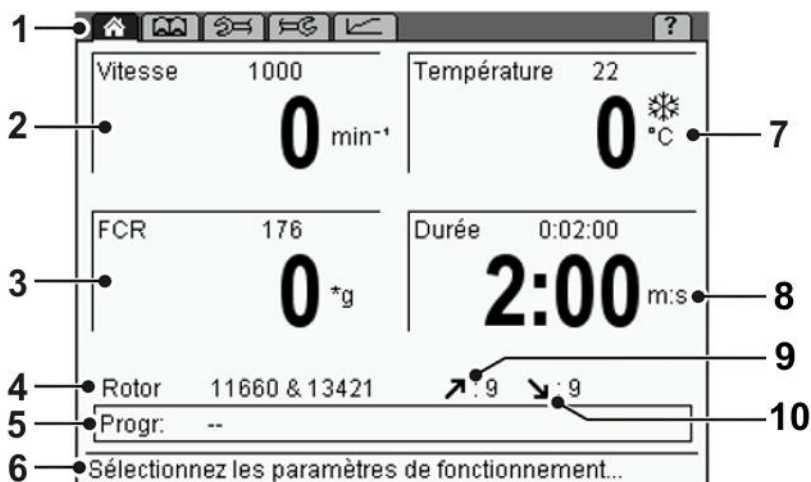 1 ?
Vitesse 1000 Température 22
2 0 min⁻¹ 0 °C 7
FCR 176 Durée 0:02:00
3 0 *g 2:00 m:s 8
9
4 Rotor 11660 & 13421 ↗ : 9 ↘ : 9
5 Progr: -- 10
6 Sélectionnez les paramètres de fonctionnement...